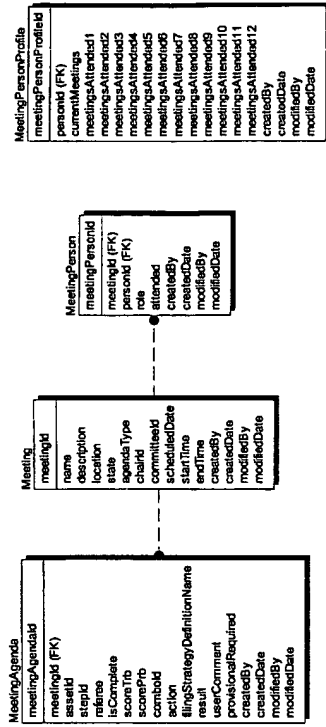 MeetingAgenda
meetingAgendaId
meetingId (FK)
assetId
stepId
referee
isComplete
scoreTrb
scorePrb
comboId
action
filingStrategyDefinitionName
result
userComment
provisionalRequired
createdBy
createdDate
modifiedBy
modifiedDate
Meeting
meetingId
name
description
location
state
agendaType
chairId
committeeId
scheduledDate
startTime
endTime
createdBy
createdDate
modifiedBy
modifiedDate
MeetingPerson
meetingPersonId
meetingId (FK)
personId (FK)
role
attended
createdBy
createdDate
modifiedBy
modifiedDate
MeetingPersonProfile
meetingPersonProfileId
personId (FK)
currentMeetings
meetingsAttended1
meetingsAttended2
meetingsAttended3
meetingsAttended4
meetingsAttended5
meetingsAttended6
meetingsAttended7
meetingsAttended8
meetingsAttended9
meetingsAttended10
meetingsAttended11
meetingsAttended12
createdBy
createdDate
modifiedBy
modifiedDate